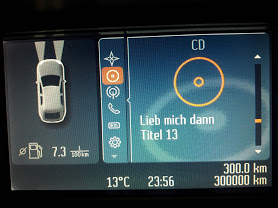 CD
Lieb mich dann
Titel 13
Ø 7.3 l/100km
300.0 km
13°C 23:56 300000 km